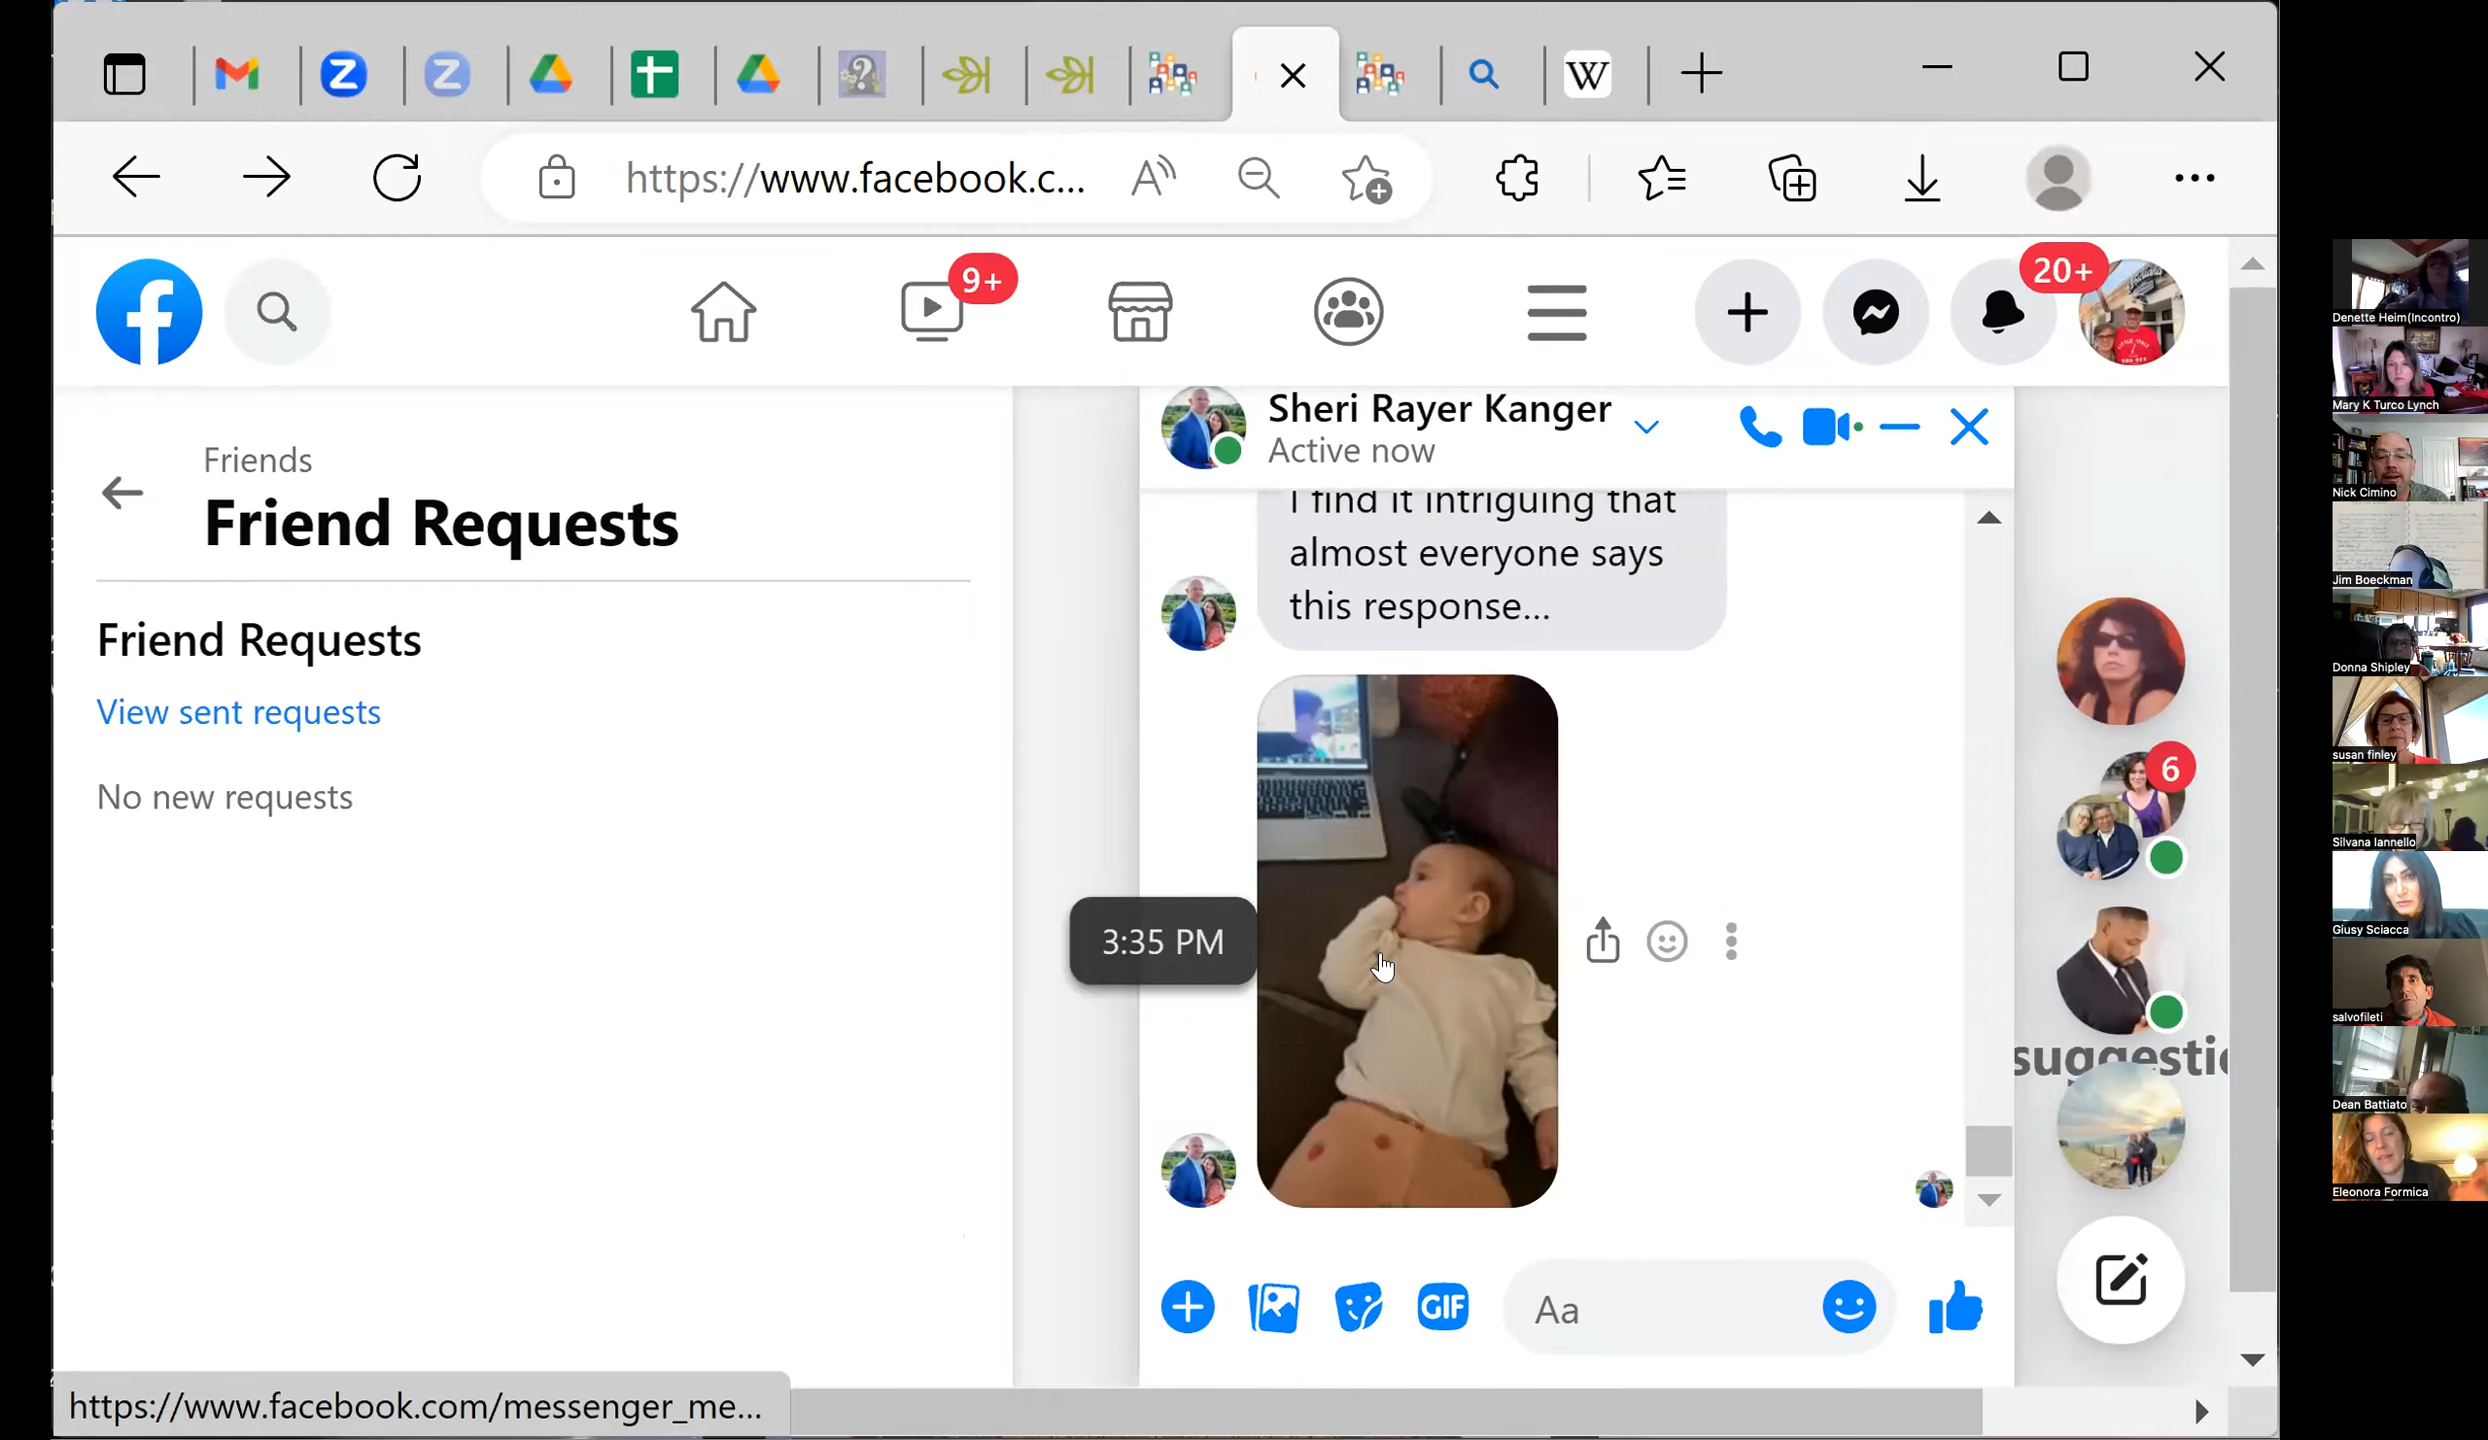 W
https://www.facebook.c...
9+
20+
Friends
Friend Requests
Friend Requests
View sent requests
No new requests
Sheri Rayer Kanger
Active now
I find it intriguing that
almost everyone says
this response...
3:35 PM
6
suggestic
GIF
Aa
https://www.facebook.com/messenger_me...
Denette Heim(Incontro)
Mary K Turco Lynch
Nick Cimino
Jim Boeckman
Donna Shipley
susan finley
Silvana Iannello
Giusy Sciacca
salvofileti
Dean Battiato
Eleonora Formica